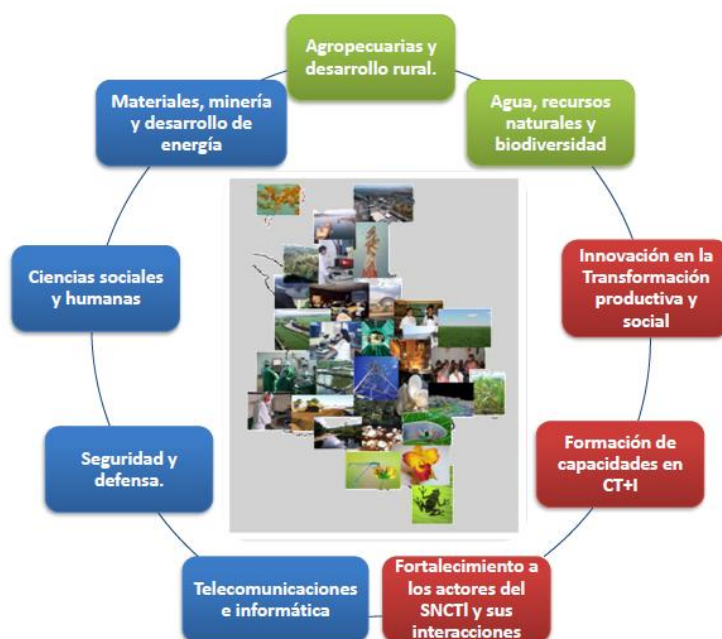 Agropecuarias y
desarrollo rural.
Agua, recursos
naturales y
biodiversidad
Innovación en la
Transformación
productiva y
social
Formación de
capacidades en
CT+I
Fortalecimiento a
los actores del
SNCTI y sus
interacciones
Telecomunicaciones
e informática
Seguridad y
defensa.
Ciencias sociales
y humanas
Materiales, minería
y desarrollo de
energía